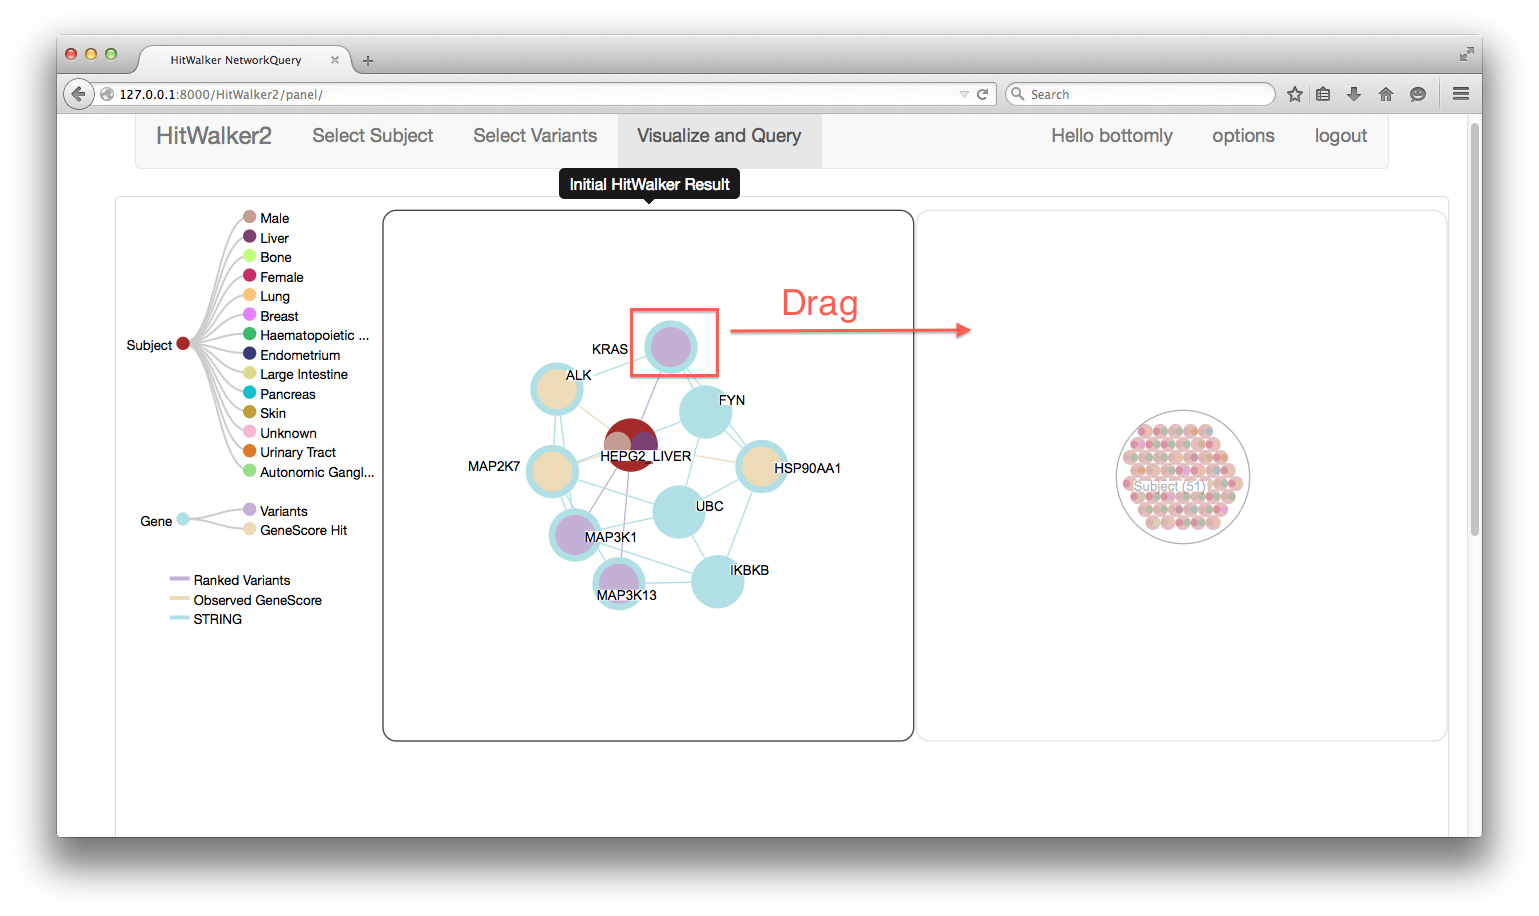 HitWalker NetworkQuery
127.0.0.1:8000/HitWalker2/panel/
Search
HitWalker2 Select Subject Select Variants Visualize and Query Hello bottomly options logout
Initial HitWalker Result
Subject
Male
Liver
Bone
Female
Lung
Breast
Haematopoietic ...
Endometrium
Large Intestine
Pancreas
Skin
Unknown
Urinary Tract
Autonomic Gangl...
Gene
Variants
GeneScore Hit
Ranked Variants
Observed GeneScore
STRING
Drag
KRAS
ALK
FYN
HEPG2_LIVER
MAP2K7
HSP90AA1
UBC
MAP3K1
IKBKB
MAP3K13
Subject (51)